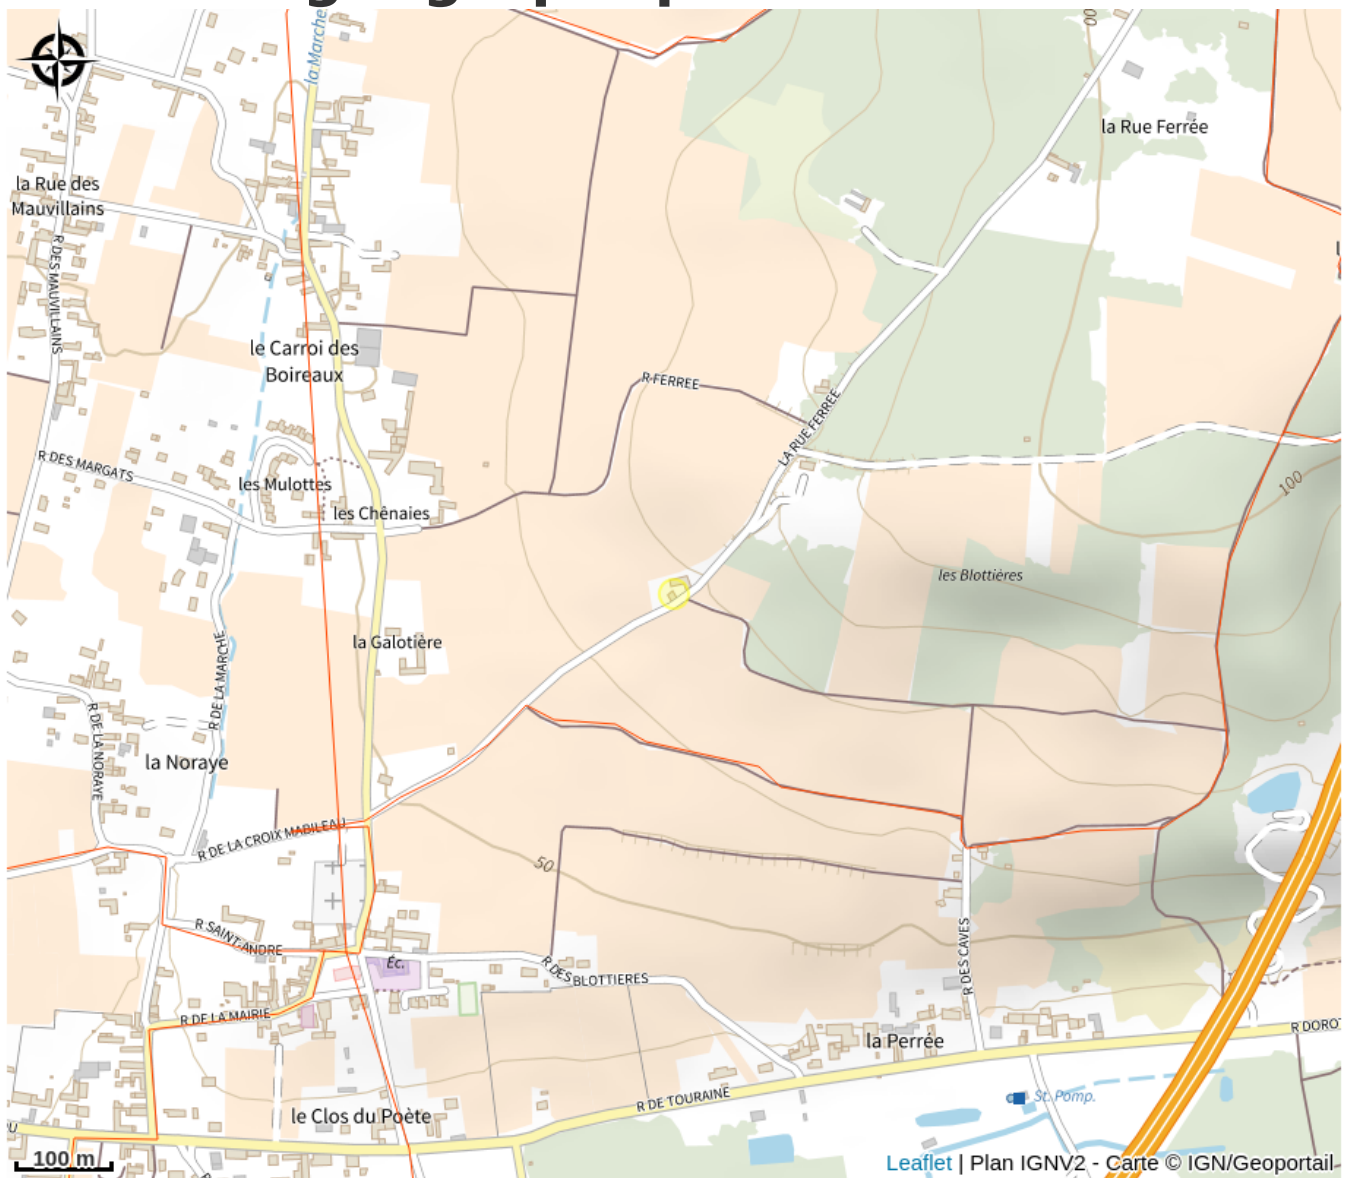 la Marche
00
la Rue Ferrée
la Rue des
Mauvillains
R DES MAUVILLAINS
le Carroi des
Boireaux
R FERREE
LA RUE FERREE
R DES MARGATS
les Mulottes
les Chênaies
100
les Blottières
la Galotière
R DE LA MARCHE
R DE LA NORAYE
la Noraye
R DE LA CROIX MABILEAU
50
R SAINT-ANDRE
Éc.
R DES BLOTTIERES
R DES CAVES
R DE LA MAIRIE
la Perrée
R DORO
St. Pomp.
R DE TOURAINE
le Clos du Poète
100 m
Leaflet | Plan IGNV2 - Carte © IGN/Geoportail